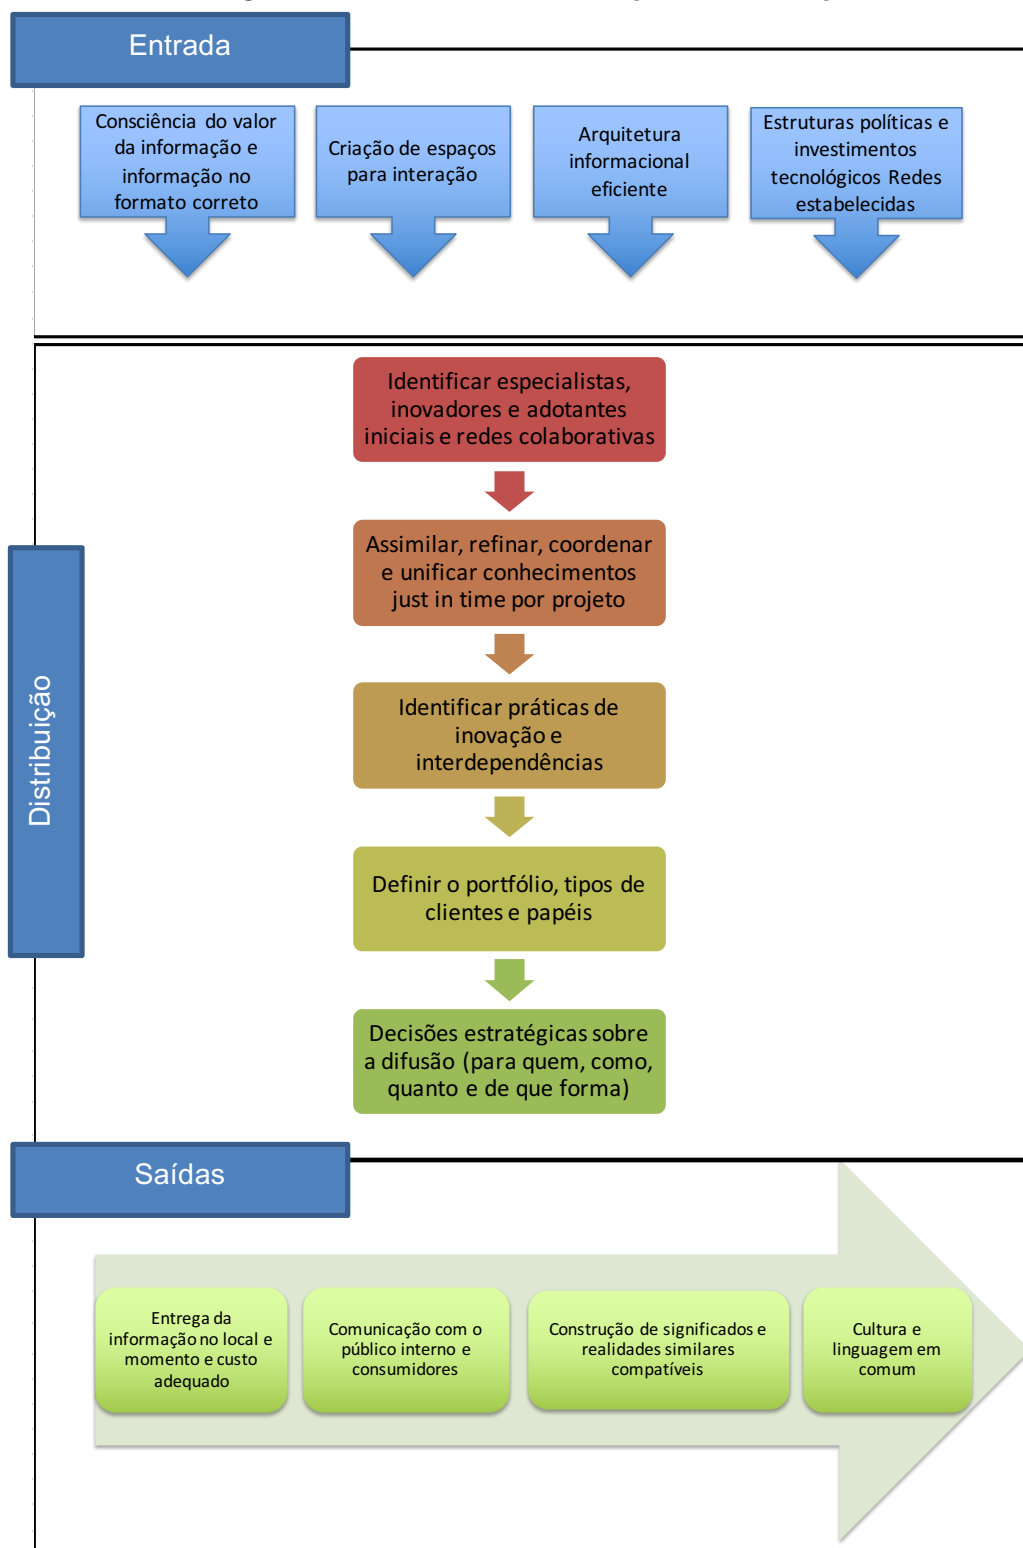 Entrada
Consciência do valor
da informação e
informação no
formato correto
Criação de espaços
para interação
Arquitetura
informacional
eficiente
Estruturas políticas e
investimentos
tecnológicos Redes
estabelecidas
Distribuição
Identificar especialistas,
inovadores e adotantes
iniciais e redes colaborativas
Assimilar, refinar, coordenar
e unificar conhecimentos
just in time por projeto
Identificar práticas de
inovação e
interdependências
Definir o portfólio, tipos de
clientes e papéis
Decisões estratégicas sobre
a difusão (para quem, como,
quanto e de que forma)
Saídas
Entrega da
informação no local e
momento e custo
adequado
Comunicação com o
público interno e
consumidores
Construção de significados e
realidades similares
compatíveis
Cultura e
linguagem em
comum